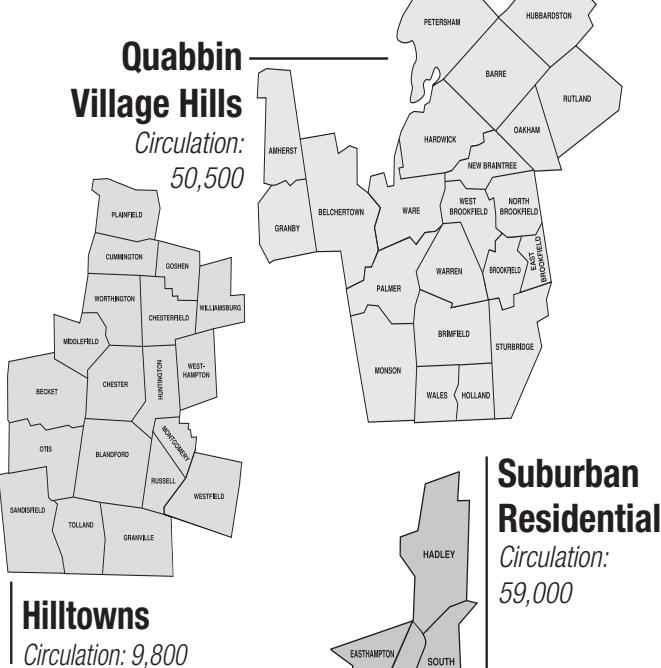 Quabbin
Village Hills
Circulation:
50,500
PETERSHAM
HUBBARDSTON
BARRE
RUTLAND
HARDWICK
OAKHAM
NEW BRAINTREE
AMHERST
GRANBY
BELCHERTOWN
WARE
WEST
BROOKFIELD
NORTH
BROOKFIELD
EAST
BROOKFIELD
BROOKFIELD
WARREN
PALMER
BRIMFIELD
STURBRIDGE
MONSON
WALES
HOLLAND
PLAINFIELD
CUMMINGTON
GOSHEN
WORTHINGTON
CHESTERFIELD
WILLIAMSBURG
MIDDLEFIELD
BECKET
CHESTER
HUNTINGTON
WEST-
HAMPTON
OTIS
BLANDFORD
MONTGOMERY
RUSSELL
WESTFIELD
SANDISFIELD
TOLLAND
GRANVILLE
Hilltowns
Circulation: 9,800
Suburban
Residential
Circulation:
59,000
HADLEY
EASTHAMPTON
SOUTH